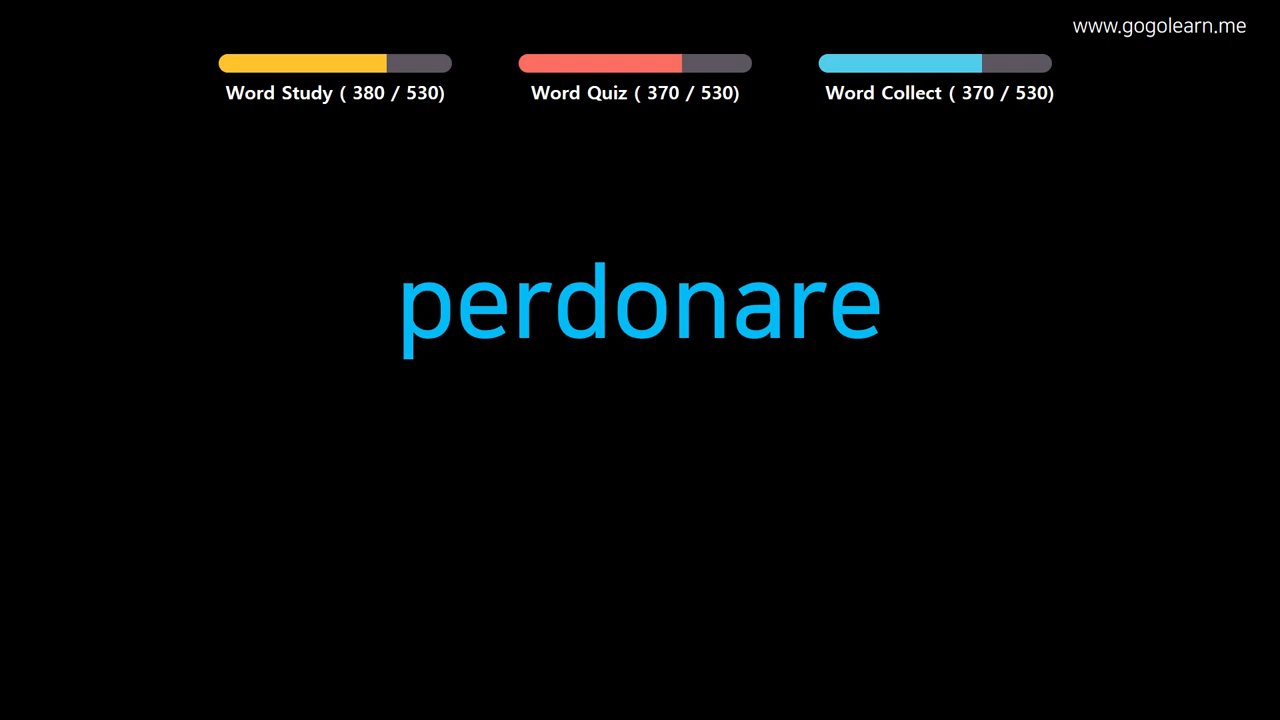 www.gogolearn.me
Word Study ( 380 / 530)
Word Quiz ( 370 / 530)
Word Collect ( 370 / 530)
perdonare